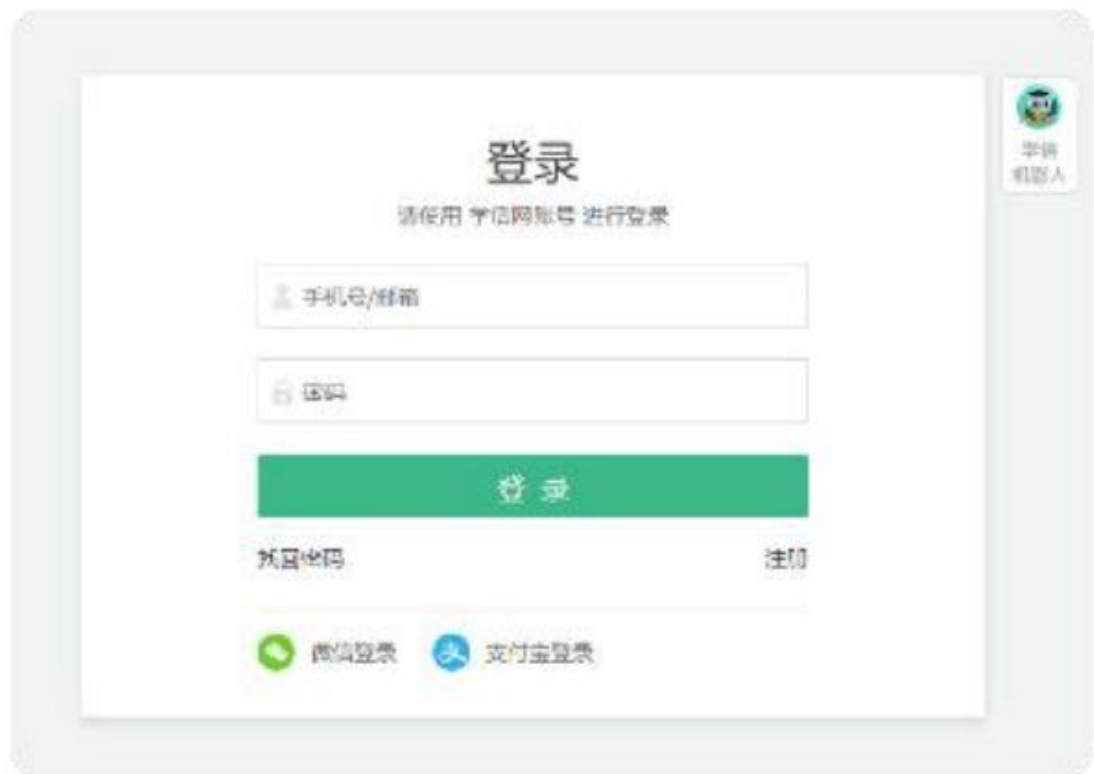 登录
请使用 学信网账号 进行登录
手机号/邮箱
密码
登 录
找回密码
注册
微信登录
支付宝登录
学信
机器人